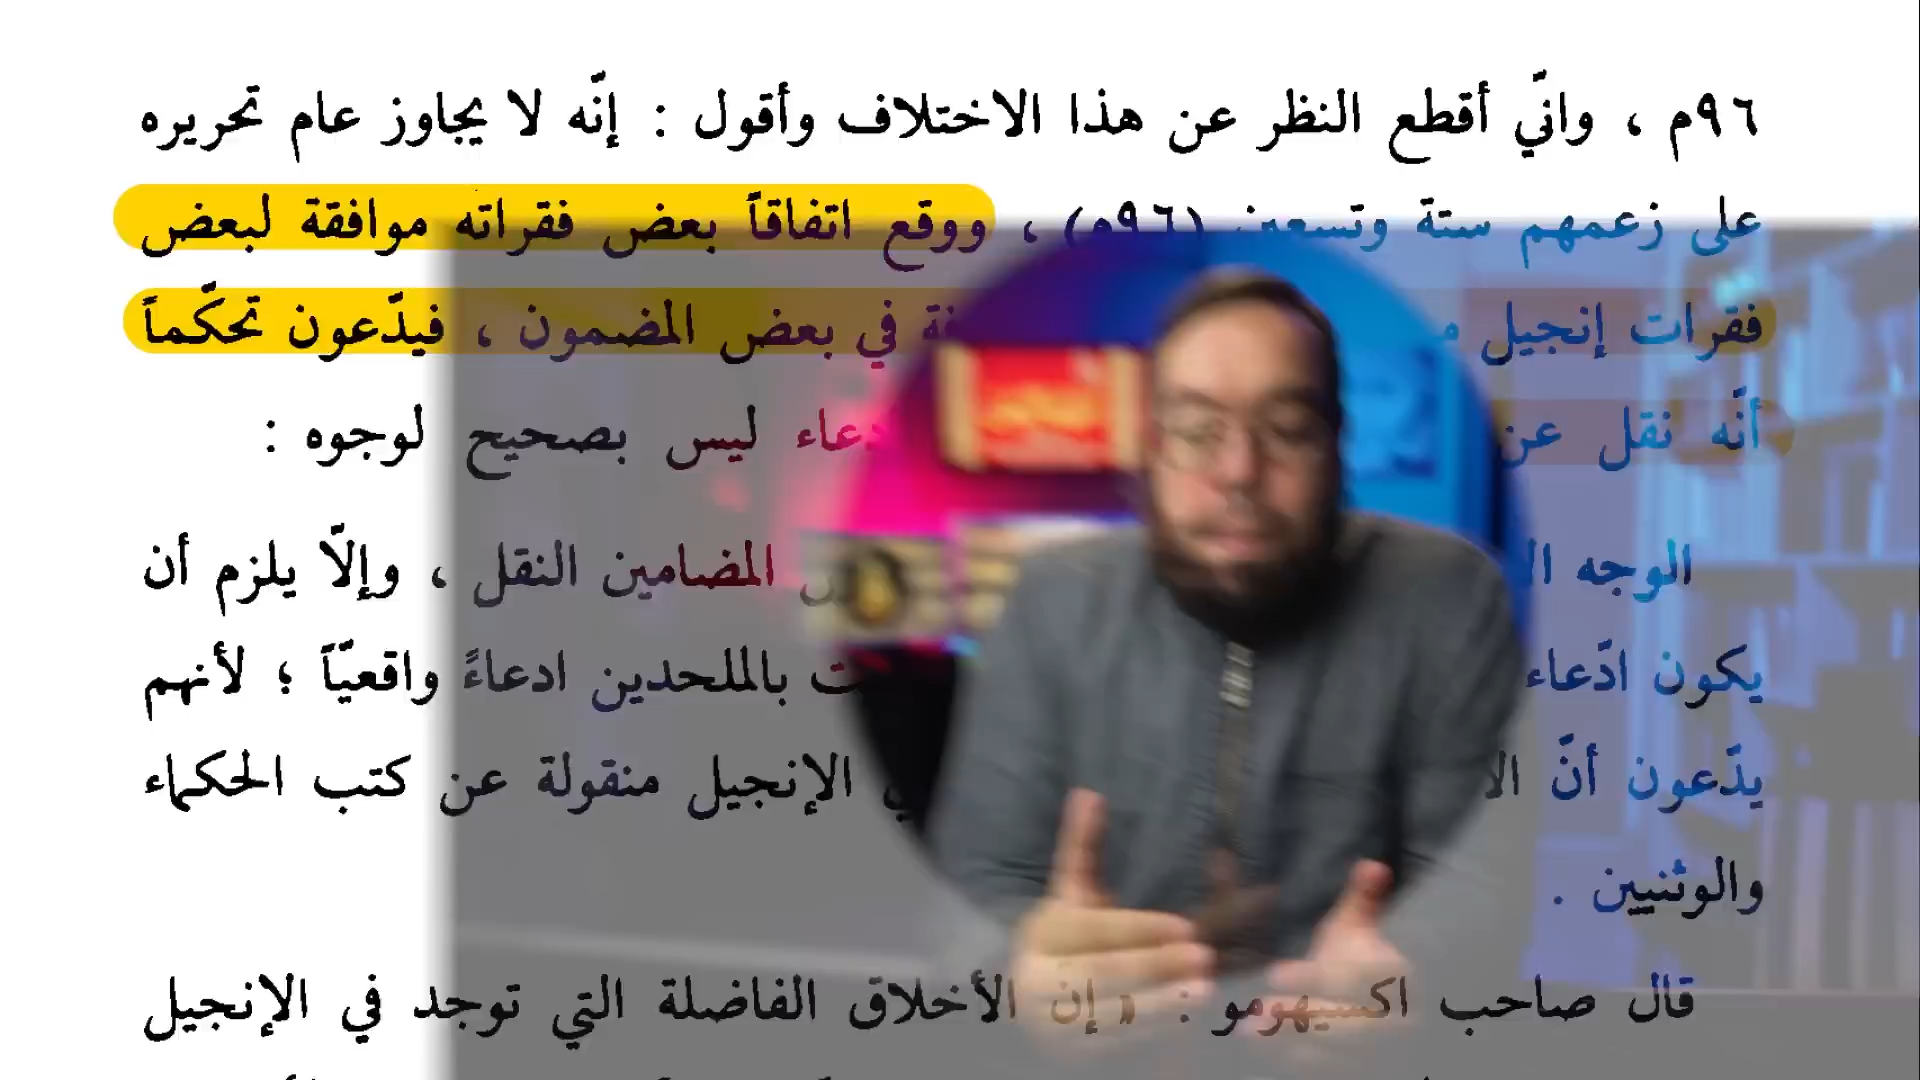 ٩٦م ، وانّي أقطع النظر عن هذا الاختلاف وأقول : إنّه لا يجاوز عام تحريره
على زعمهم ستة وتسعين (٩٦م) ، ووقع اتفاقاً بعض فقراته موافقة لبعض
فقرات إنجيل في بعض المضمون ، فيدّعون تحكّماً
أنّه نقل عن ليس بصحيح لوجوه :
الوجه المضامين النقل ، وإلّا يلزم أن
يكون ادّعاء بالملحدين ادعاءً واقعيّاً ؛ لأنهم
يدّعون أنّ الإنجيل منقولة عن كتب الحكماء
والوثنيين .
قال صاحب اكسيهومو : « إنّ الأخلاق الفاضلة التي توجد في الإنجيل